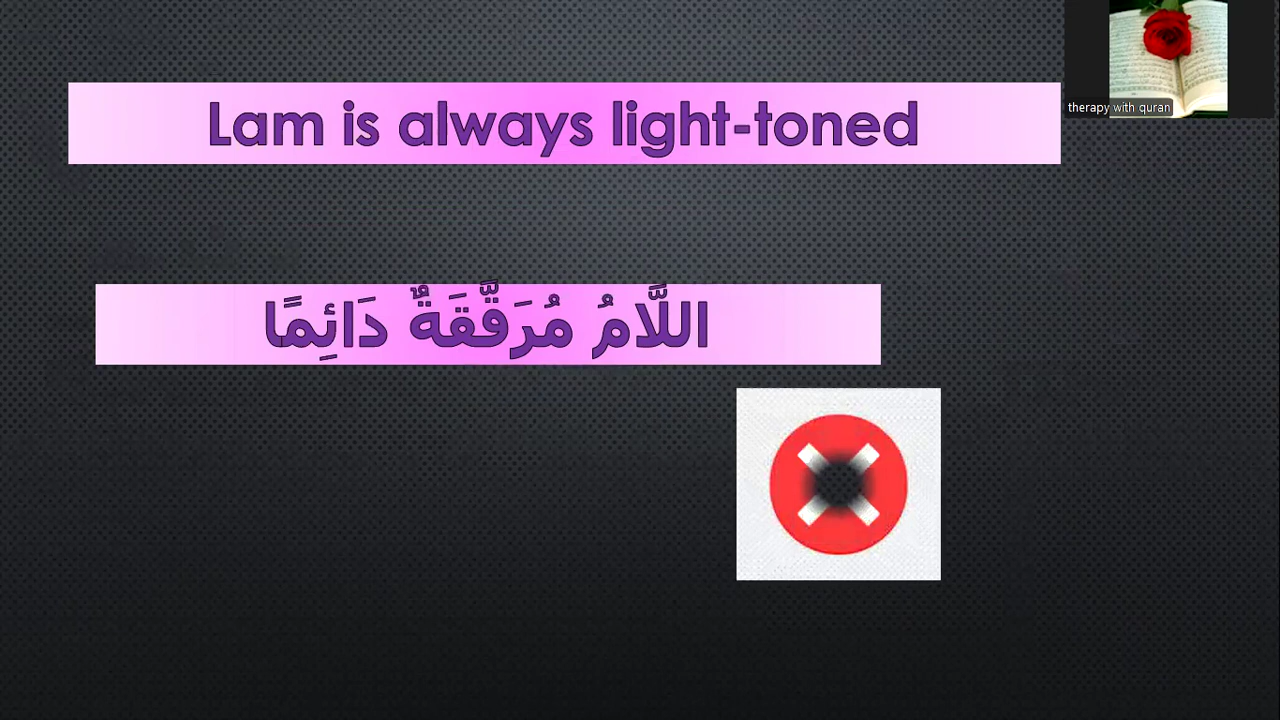 therapy with quran
Lam is always light-toned
اللَّامُ مُرَقَّقَةٌ دَائِمًا